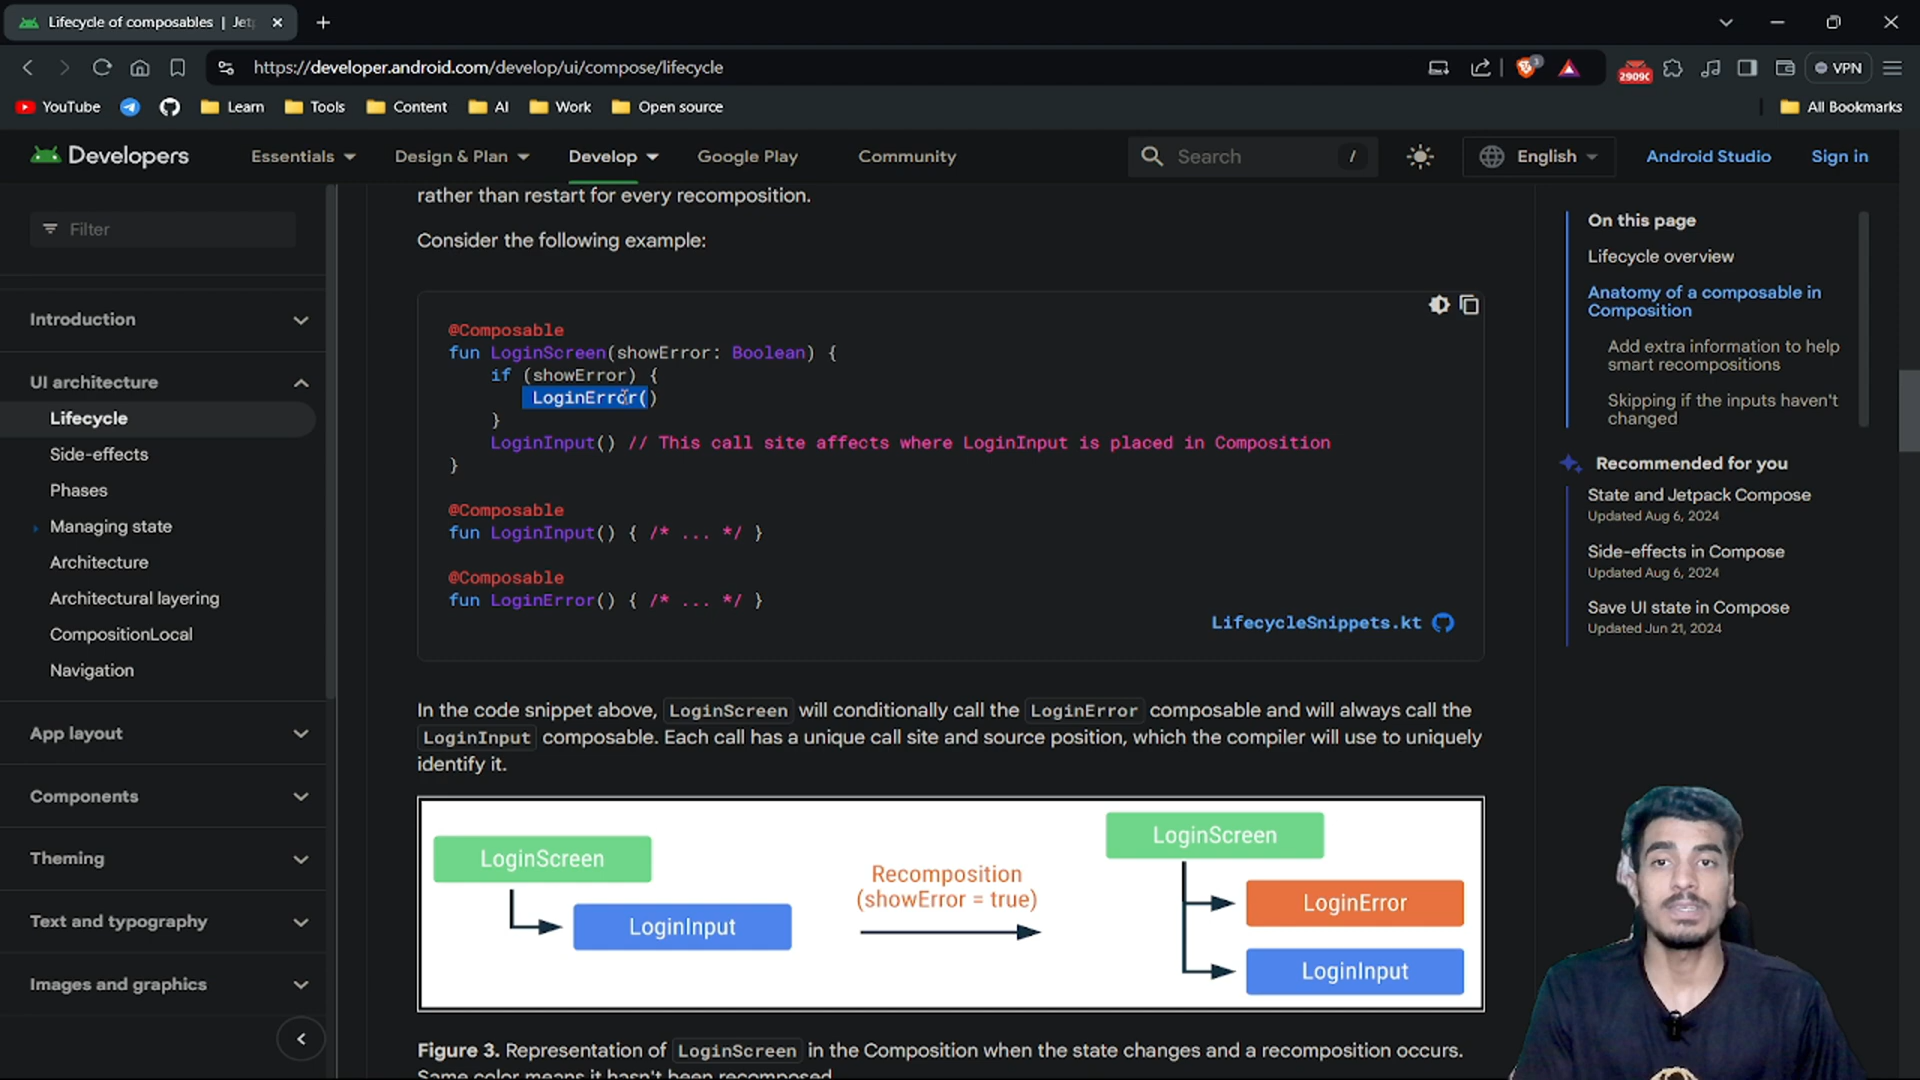 Lifecycle of composables | Jet
https://developer.android.com/develop/ui/compose/lifecycle
2909C
VPN
YouTube
Learn
Tools
Content
AI
Work
Open source
All Bookmarks
Developers
Essentials
Design & Plan
Develop
Google Play
Community
Search
/
English
Android Studio
Sign in
Filter
Introduction
UI architecture
Lifecycle
Side-effects
Phases
Managing state
Architecture
Architectural layering
CompositionLocal
Navigation
App layout
Components
Theming
Text and typography
Images and graphics
rather than restart for every recomposition.
Consider the following example:
@Composable
fun LoginScreen(showError: Boolean) {
if (showError) {
LoginError()
}
LoginInput() // This call site affects where LoginInput is placed in Composition
}
@Composable
fun LoginInput() { /* ... */ }
@Composable
fun LoginError() { /* ... */ }
LifecycleSnippets.kt
In the code snippet above, LoginScreen will conditionally call the LoginError composable and will always call the
LoginInput composable. Each call has a unique call site and source position, which the compiler will use to uniquely
identify it.
LoginScreen
LoginInput
Recomposition
(showError = true)
LoginScreen
LoginError
LoginInput
Figure 3. Representation of LoginScreen in the Composition when the state changes and a recomposition occurs.
Same color means it hasn't been recomposed
On this page
Lifecycle overview
Anatomy of a composable in
Composition
Add extra information to help
smart recompositions
Skipping if the inputs haven't
changed
Recommended for you
State and Jetpack Compose
Updated Aug 6, 2024
Side-effects in Compose
Updated Aug 6, 2024
Save UI state in Compose
Updated Jun 21, 2024